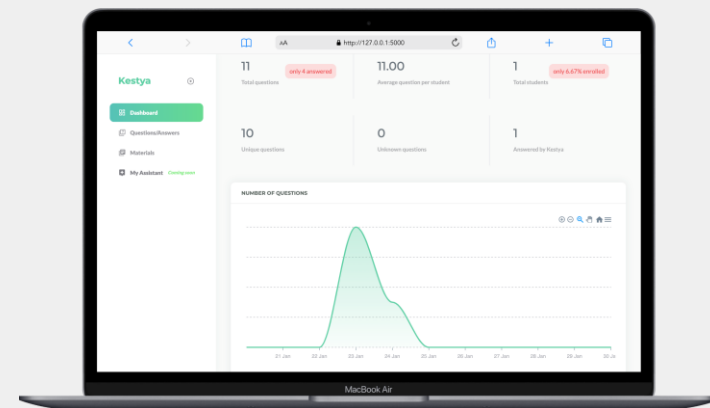 AA
http://127.0.0.1:5000
Kestya
Dashboard
Questions/Answers
Materials
My Assistant Coming soon
11
only 4 answered
Total questions
11.00
Average question per student
1
only 6.67% enrolled
Total students
10
Unique questions
0
Unknown questions
1
Answered by Kestya
NUMBER OF QUESTIONS
21 Jan 22 Jan 23 Jan 24 Jan 25 Jan 26 Jan 27 Jan 28 Jan 29 Jan 30 Ja
MacBook Air